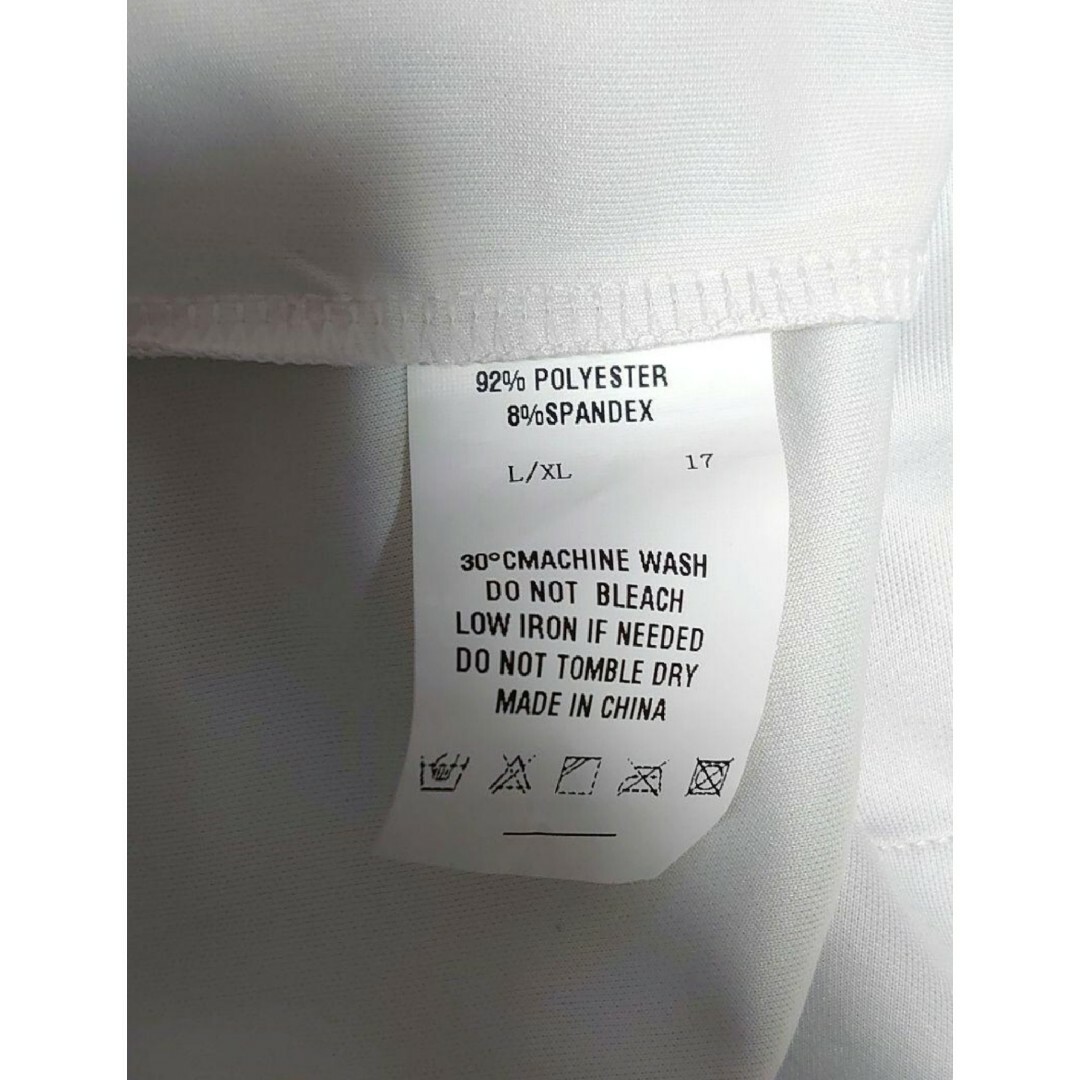 92% POLYESTER
8%SPANDEX
L/XL 17
30°CMACHINE WASH
DO NOT BLEACH
LOW IRON IF NEEDED
DO NOT TOMBLE DRY
MADE IN CHINA